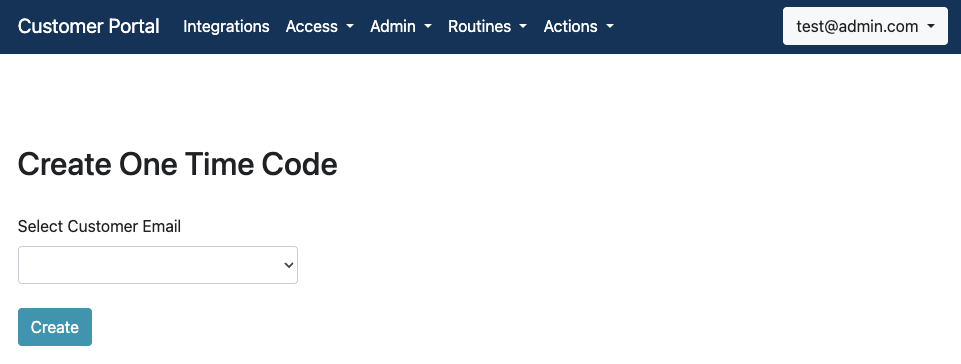 Customer Portal Integrations Access Admin Routines Actions test@admin.com
Create One Time Code
Select Customer Email
Create